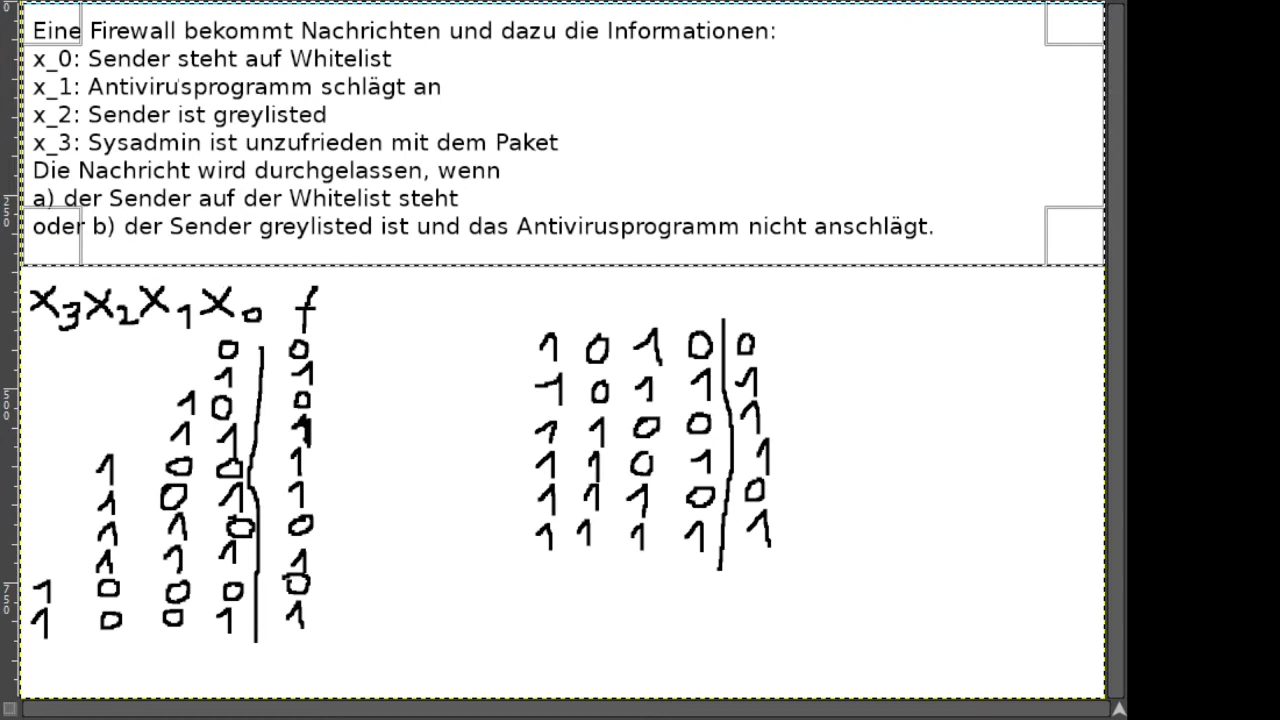 Eine Firewall bekommt Nachrichten und dazu die Informationen:
x_0: Sender steht auf Whitelist
x_1: Antivirusprogramm schlägt an
x_2: Sender ist greylisted
x_3: Sysadmin ist unzufrieden mit dem Paket
Die Nachricht wird durchgelassen, wenn
a) der Sender auf der Whitelist steht
oder b) der Sender greylisted ist und das Antivirusprogramm nicht anschlägt.
x3 x2 x1 x0 f
0 | 0
1 | 1
1 0 | 0
1 1 | 1
1 0 0 | 1
1 0 1 | 1
1 1 0 | 0
1 1 1 | 1
1 0 0 0 | 0
1 0 0 1 | 1
1 0 1 0 | 0
1 0 1 1 | 1
1 1 0 0 | 1
1 1 0 1 | 1
1 1 1 0 | 0
1 1 1 1 | 1
0
250
500
750